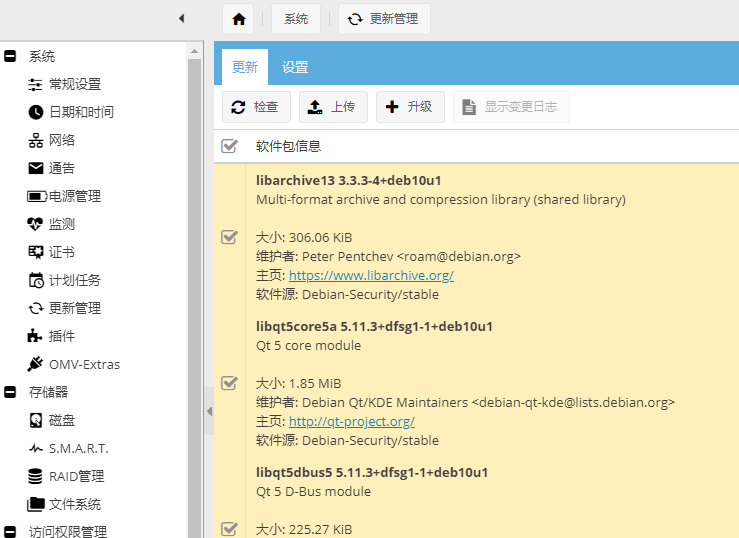 系统
更新管理
系统
常规设置
日期和时间
网络
通告
电源管理
监测
证书
计划任务
更新管理
插件
OMV-Extras
存储器
磁盘
S.M.A.R.T.
RAID管理
文件系统
访问权限管理
更新
设置
检查
上传
升级
显示变更日志
软件包信息
libarchive13 3.3.3-4+deb10u1
Multi-format archive and compression library (shared library)
大小: 306.06 KiB
维护者: Peter Pentchev <roam@debian.org>
主页: https://www.libarchive.org/
软件源: Debian-Security/stable
libqt5core5a 5.11.3+dfsg1-1+deb10u1
Qt 5 core module
大小: 1.85 MiB
维护者: Debian Qt/KDE Maintainers <debian-qt-kde@lists.debian.org>
主页: http://qt-project.org/
软件源: Debian-Security/stable
libqt5dbus5 5.11.3+dfsg1-1+deb10u1
Qt 5 D-Bus module
大小: 225.27 KiB